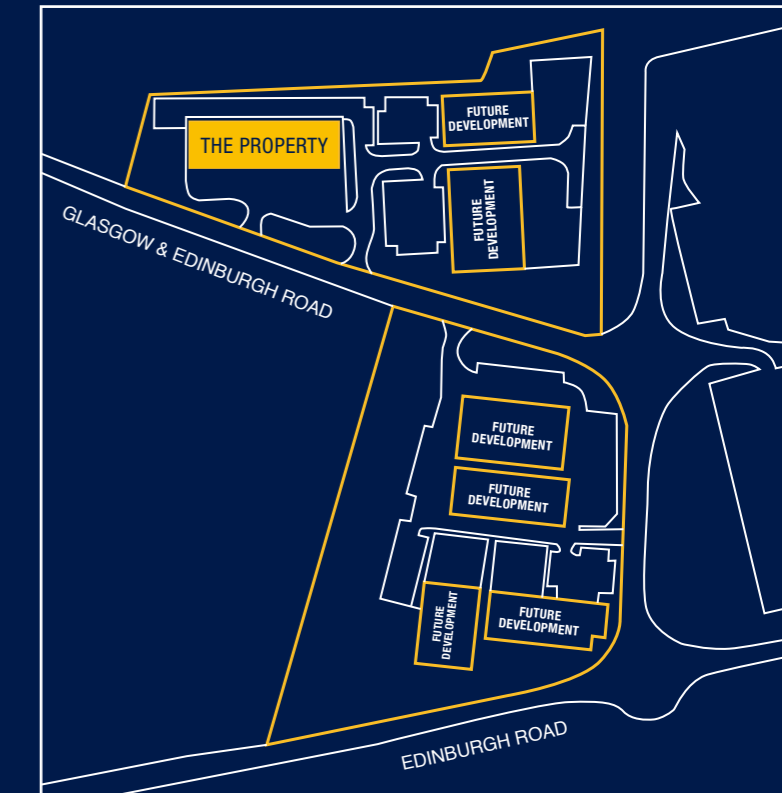 FUTURE
DEVELOPMENT
THE PROPERTY
FUTURE
DEVELOPMENT
GLASGOW & EDINBURGH ROAD
FUTURE
DEVELOPMENT
FUTURE
DEVELOPMENT
FUTURE
DEVELOPMENT
FUTURE
DEVELOPMENT
EDINBURGH ROAD